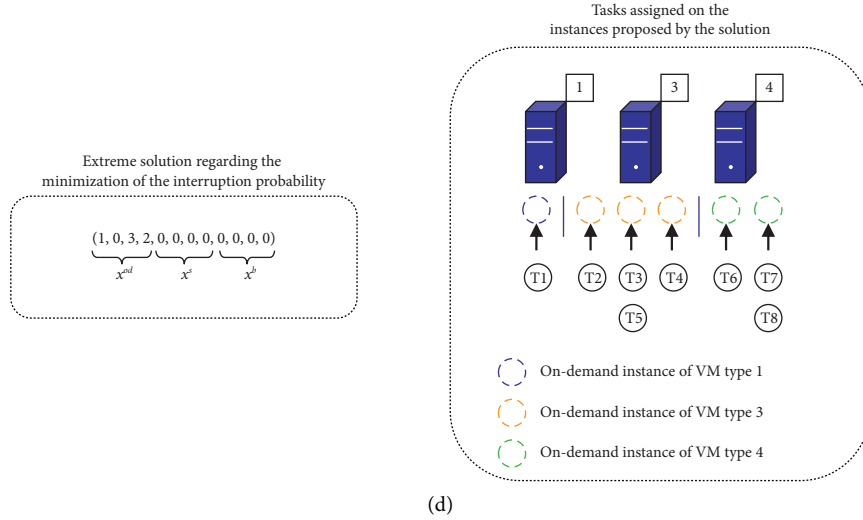 Extreme solution regarding the
minimization of the interruption probability
(1, 0, 3, 2, 0, 0, 0, 0, 0, 0, 0, 0)
x^od x^s x^b
Tasks assigned on the
instances proposed by the solution
1 3 4
T1 T2 T3 T4 T6 T7
T5 T8
On-demand instance of VM type 1
On-demand instance of VM type 3
On-demand instance of VM type 4
(d)